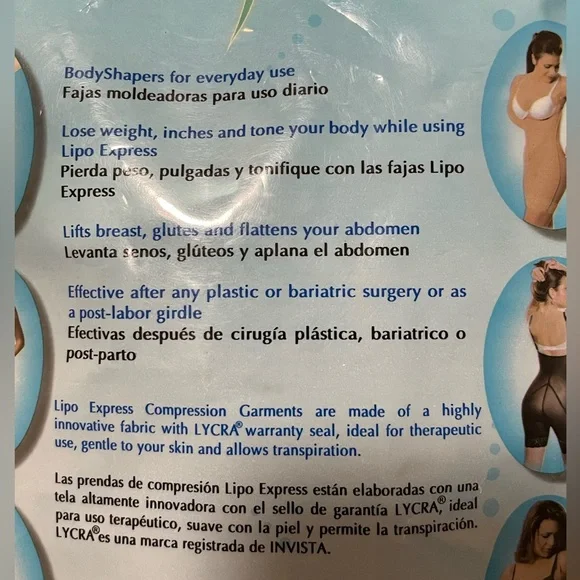 BodyShapers for everyday use
Fajas moldeadoras para uso diario
Lose weight, inches and tone your body while using
Lipo Express
Pierda peso, pulgadas y tonifique con las fajas Lipo
Express
Lifts breast, glutes and flattens your abdomen
Levanta senos, glúteos y aplana el abdomen
Effective after any plastic or bariatric surgery or as
a post-labor girdle
Efectivas después de cirugía plástica, bariatrico o
post-parto
Lipo Express Compression Garments are made of a highly
innovative fabric with LYCRA® warranty seal, ideal for therapeutic
use, gentle to your skin and allows transpiration.
Las prendas de compresión Lipo Express están elaboradas con una
tela altamente innovadora con el sello de garantía LYCRA®, ideal
para uso terapéutico, suave con la piel y permite la transpiración.
LYCRA® es una marca registrada de INVISTA.